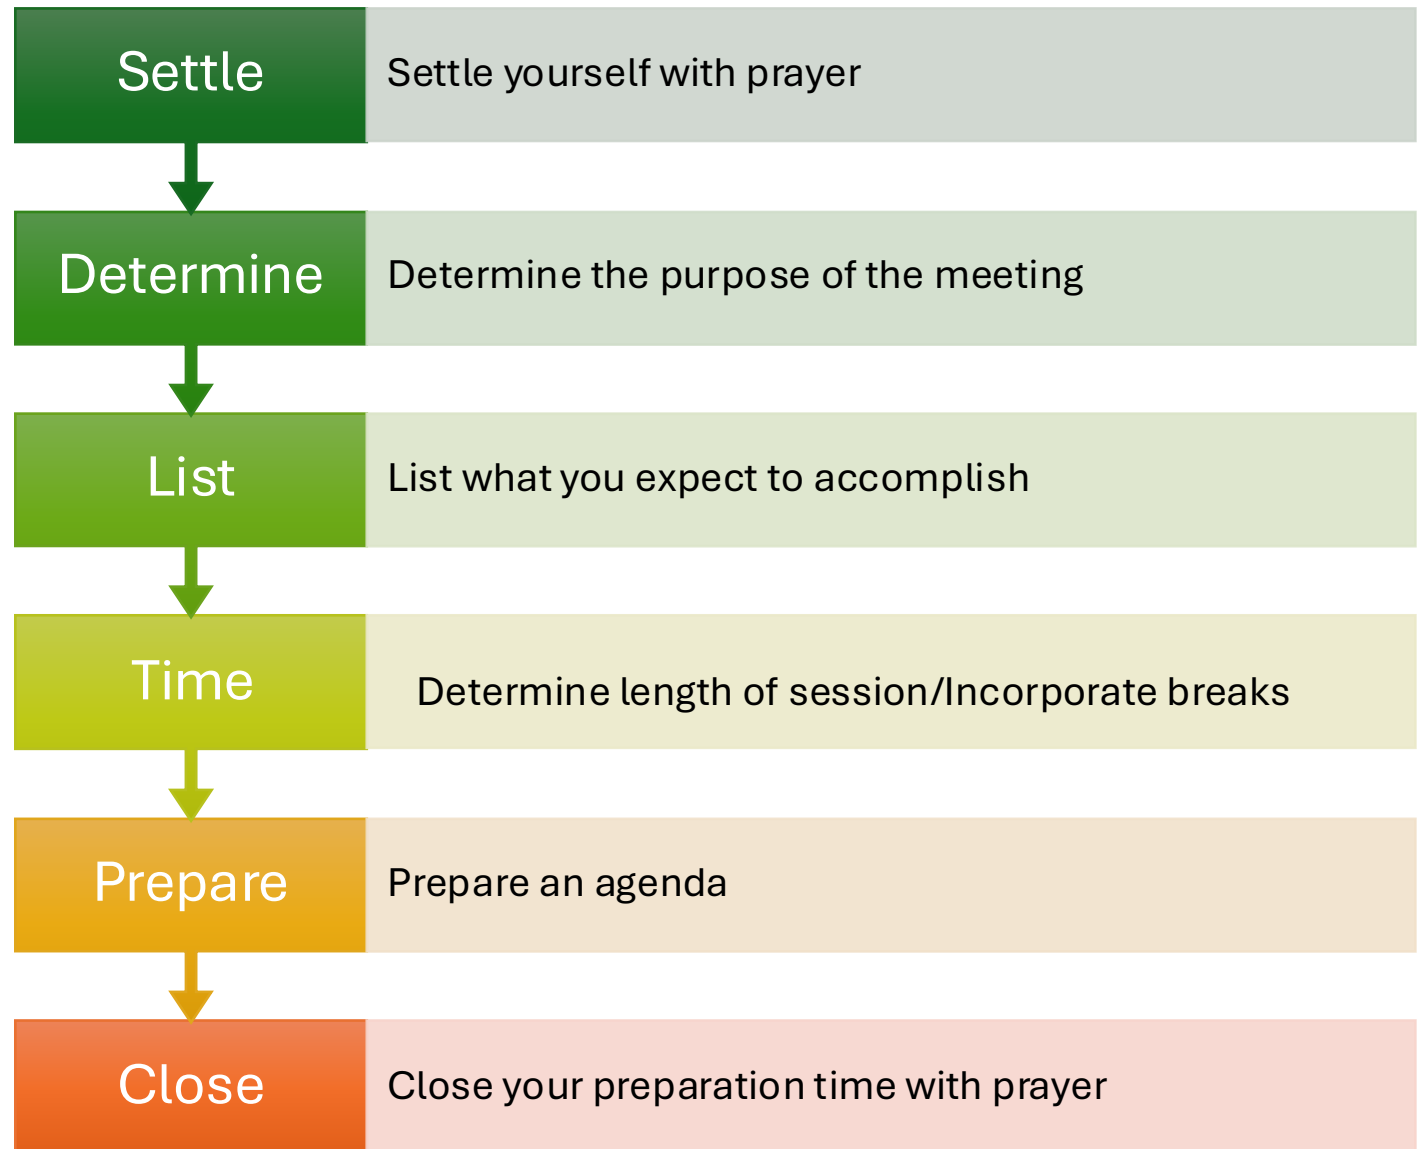 Settle
Settle yourself with prayer
Determine
Determine the purpose of the meeting
List
List what you expect to accomplish
Time
Determine length of session/Incorporate breaks
Prepare
Prepare an agenda
Close
Close your preparation time with prayer